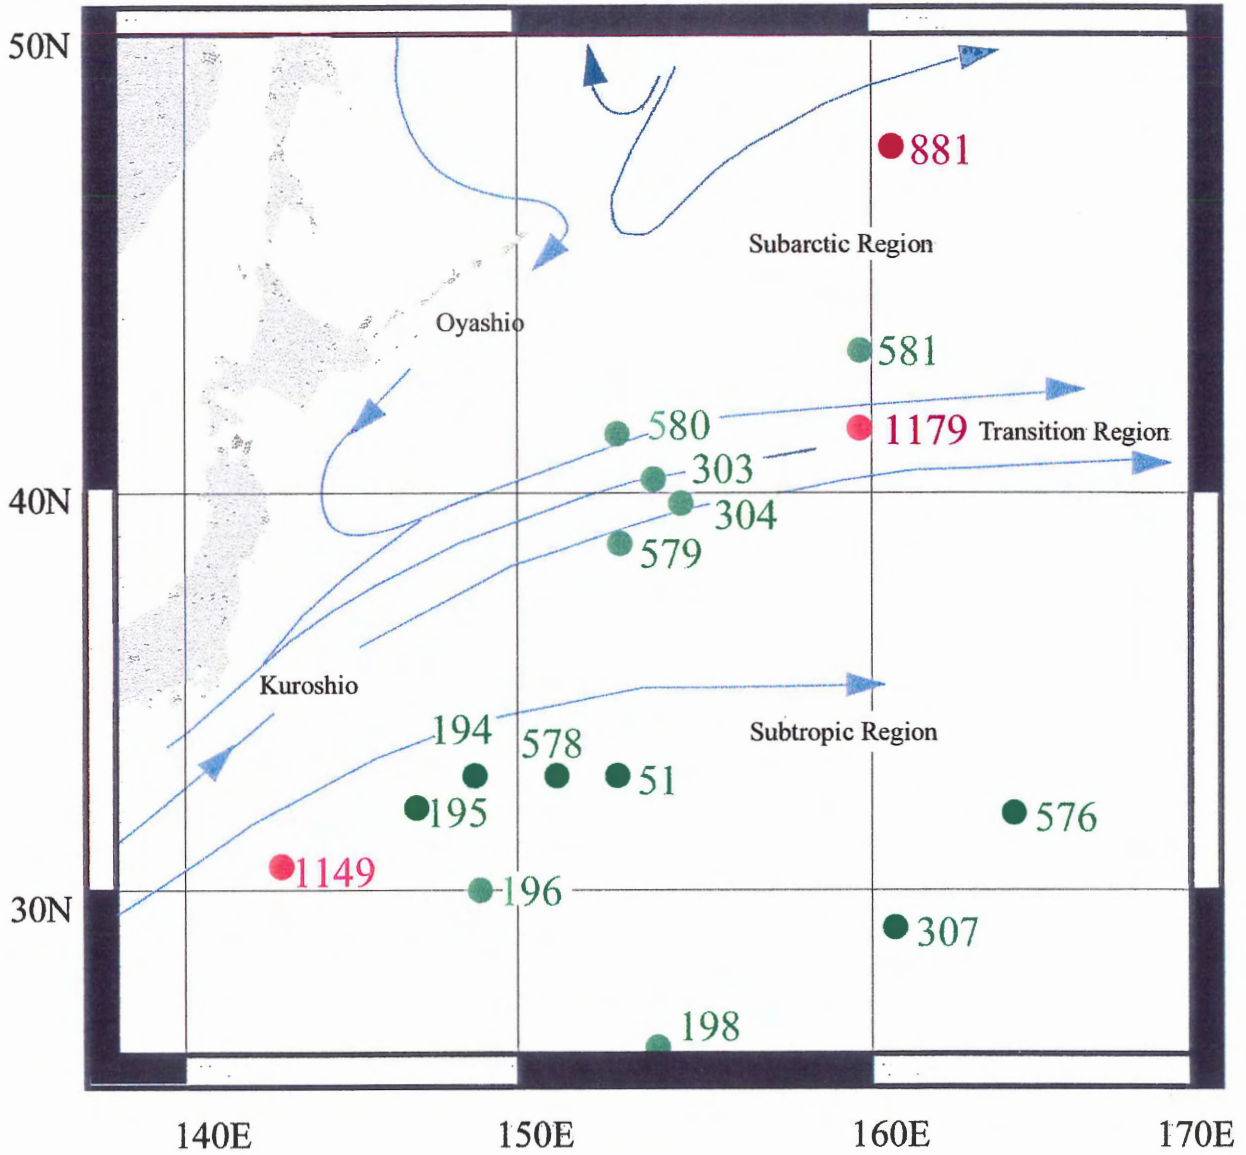 50N
881
Subarctic Region
Oyashio
581
580
1179 Transition Region
303
40N
304
579
Kuroshio
194
578
Subtropic Region
51
195
576
1149
196
30N
307
198
140E 150E 160E 170E